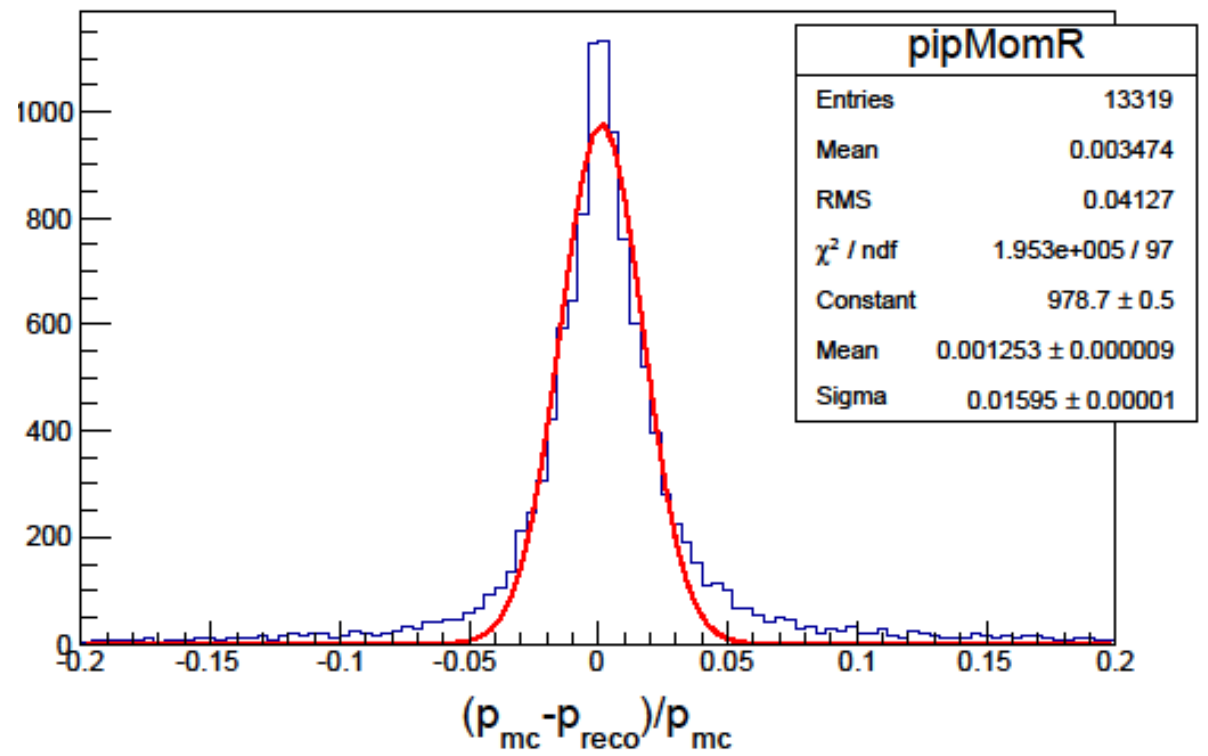 pipMomR
Entries 13319
Mean 0.003474
RMS 0.04127
χ² / ndf 1.953e+005 / 97
Constant 978.7 ± 0.5
Mean 0.001253 ± 0.000009
Sigma 0.01595 ± 0.00001
1000
800
600
400
200
0
-0.2 -0.15 -0.1 -0.05 0 0.05 0.1 0.15 0.2
(p_mc-p_reco)/p_mc